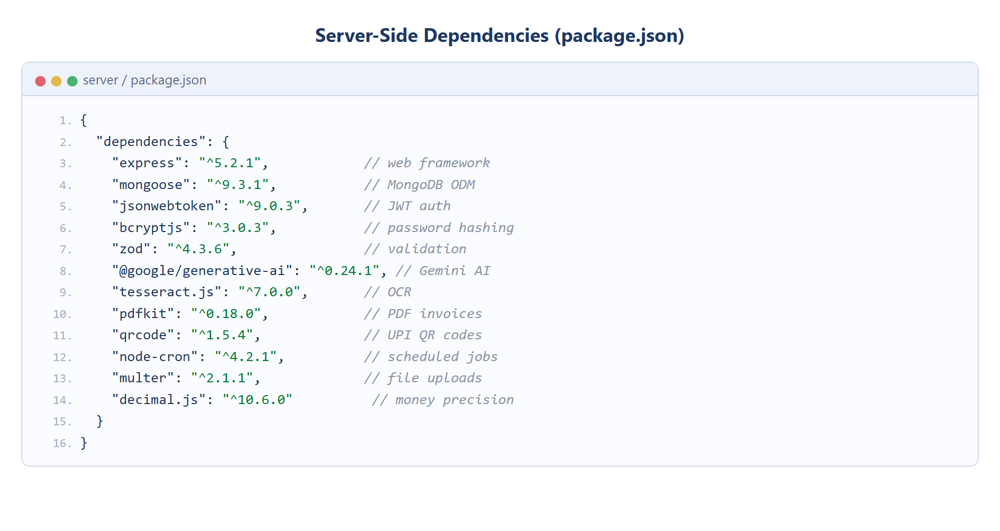 Server-Side Dependencies (package.json)
server / package.json
1. {
2.   "dependencies": {
3.     "express": "^5.2.1",            // web framework
4.     "mongoose": "^9.3.1",           // MongoDB ODM
5.     "jsonwebtoken": "^9.0.3",       // JWT auth
6.     "bcryptjs": "^3.0.3",           // password hashing
7.     "zod": "^4.3.6",                // validation
8.     "@google/generative-ai": "^0.24.1", // Gemini AI
9.     "tesseract.js": "^7.0.0",       // OCR
10.     "pdfkit": "^0.18.0",            // PDF invoices
11.     "qrcode": "^1.5.4",             // UPI QR codes
12.     "node-cron": "^4.2.1",          // scheduled jobs
13.     "multer": "^2.1.1",             // file uploads
14.     "decimal.js": "^10.6.0"          // money precision
15.   }
16. }